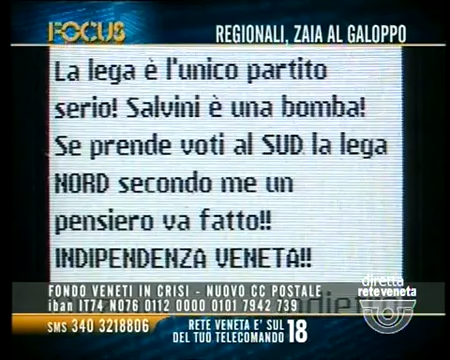 FOCUS
REGIONALI, ZAIA AL GALOPPO
La lega è l'unico partito
serio! Salvini è una bomba!
Se prende voti al SUD la lega
NORD secondo me un
pensiero va fatto!!
INDIPENDENZA VENETA!!
diretta
reteveneta
FONDO VENETI IN CRISI - NUOVO CC POSTALE
iban IT74 N076 0112 0000 0101 7942 739
SMS 340 3218806
RETE VENETA E' SUL
DEL TUO TELECOMANDO 18